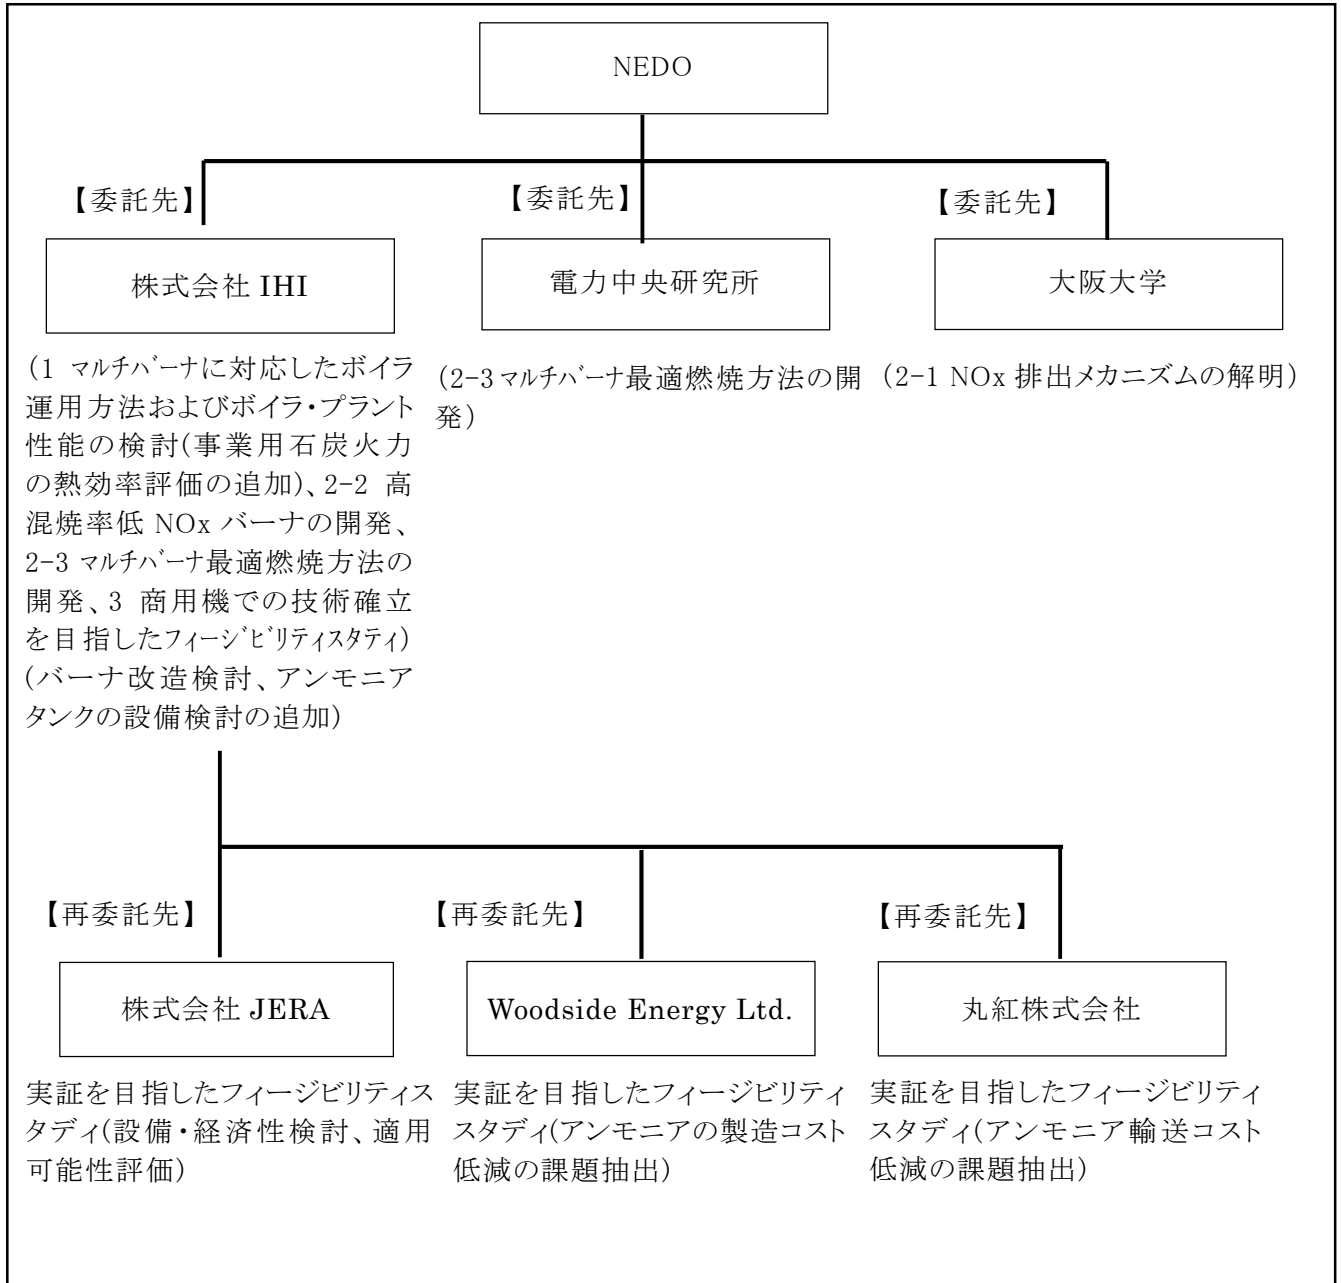 NEDO
【委託先】
【委託先】
【委託先】
株式会社 IHI
電力中央研究所
大阪大学
(1 マルチバーナに対応したボイラ
運用方法およびボイラ・プラント
性能の検討(事業用石炭火力
の熱効率評価の追加)、2-2 高
混焼率低 NOx バーナの開発、
2-3 マルチバーナ最適燃焼方法の
開発、3 商用機での技術確立
を目指したフィージビリティスタティ)
(バーナ改造検討、アンモニア
タンクの設備検討の追加)
(2-3 マルチバーナ最適燃焼方法の開
発)
(2-1 NOx 排出メカニズムの解明)
【再委託先】
【再委託先】
【再委託先】
株式会社 JERA
Woodside Energy Ltd.
丸紅株式会社
実証を目指したフィージビリティス
タディ(設備・経済性検討、適用
可能性評価)
実証を目指したフィージビリティ
スタディ(アンモニアの製造コスト
低減の課題抽出)
実証を目指したフィージビリティ
スタディ(アンモニア輸送コスト
低減の課題抽出)